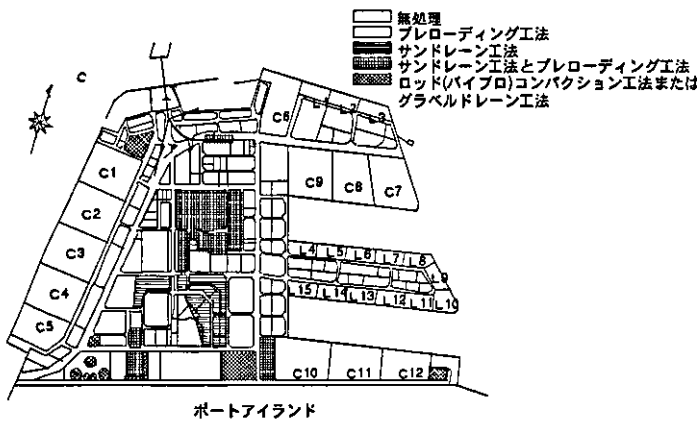 無処理
プレローディング工法
サンドレーン工法
サンドレーン工法とプレローディング工法
ロッド(バイブロ)コンパクション工法または
グラベルドレーン工法
C
C6
L2
L3
C1
C9
C8
C7
C2
C3
L4
L5
L6
L7
L8
L9
C4
L15
L14
L13
L12
L11
L10
C5
C10
C11
C12
ポートアイランド